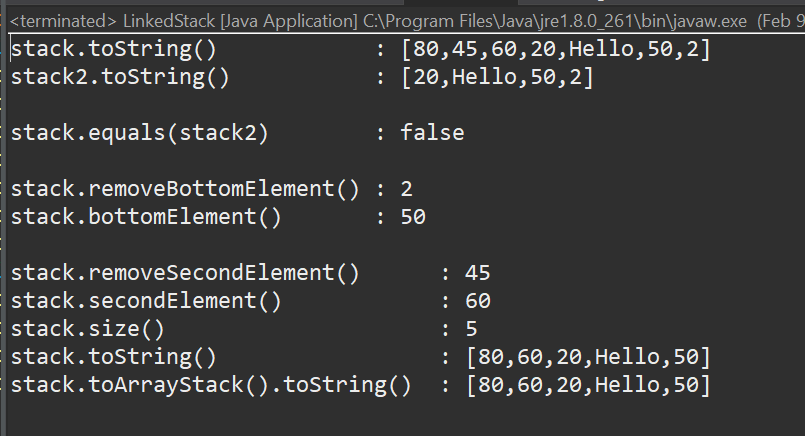 <terminated> LinkedStack [Java Application] C:\Program Files\Java\jre1.8.0_261\bin\javaw.exe (Feb 9
stack.toString()            : [80,45,60,20,Hello,50,2]
stack2.toString()           : [20,Hello,50,2]
stack.equals(stack2)        : false
stack.removeBottomElement() : 2
stack.bottomElement()       : 50
stack.removeSecondElement()      : 45
stack.secondElement()            : 60
stack.size()                     : 5
stack.toString()                 : [80,60,20,Hello,50]
stack.toArrayStack().toString()  : [80,60,20,Hello,50]